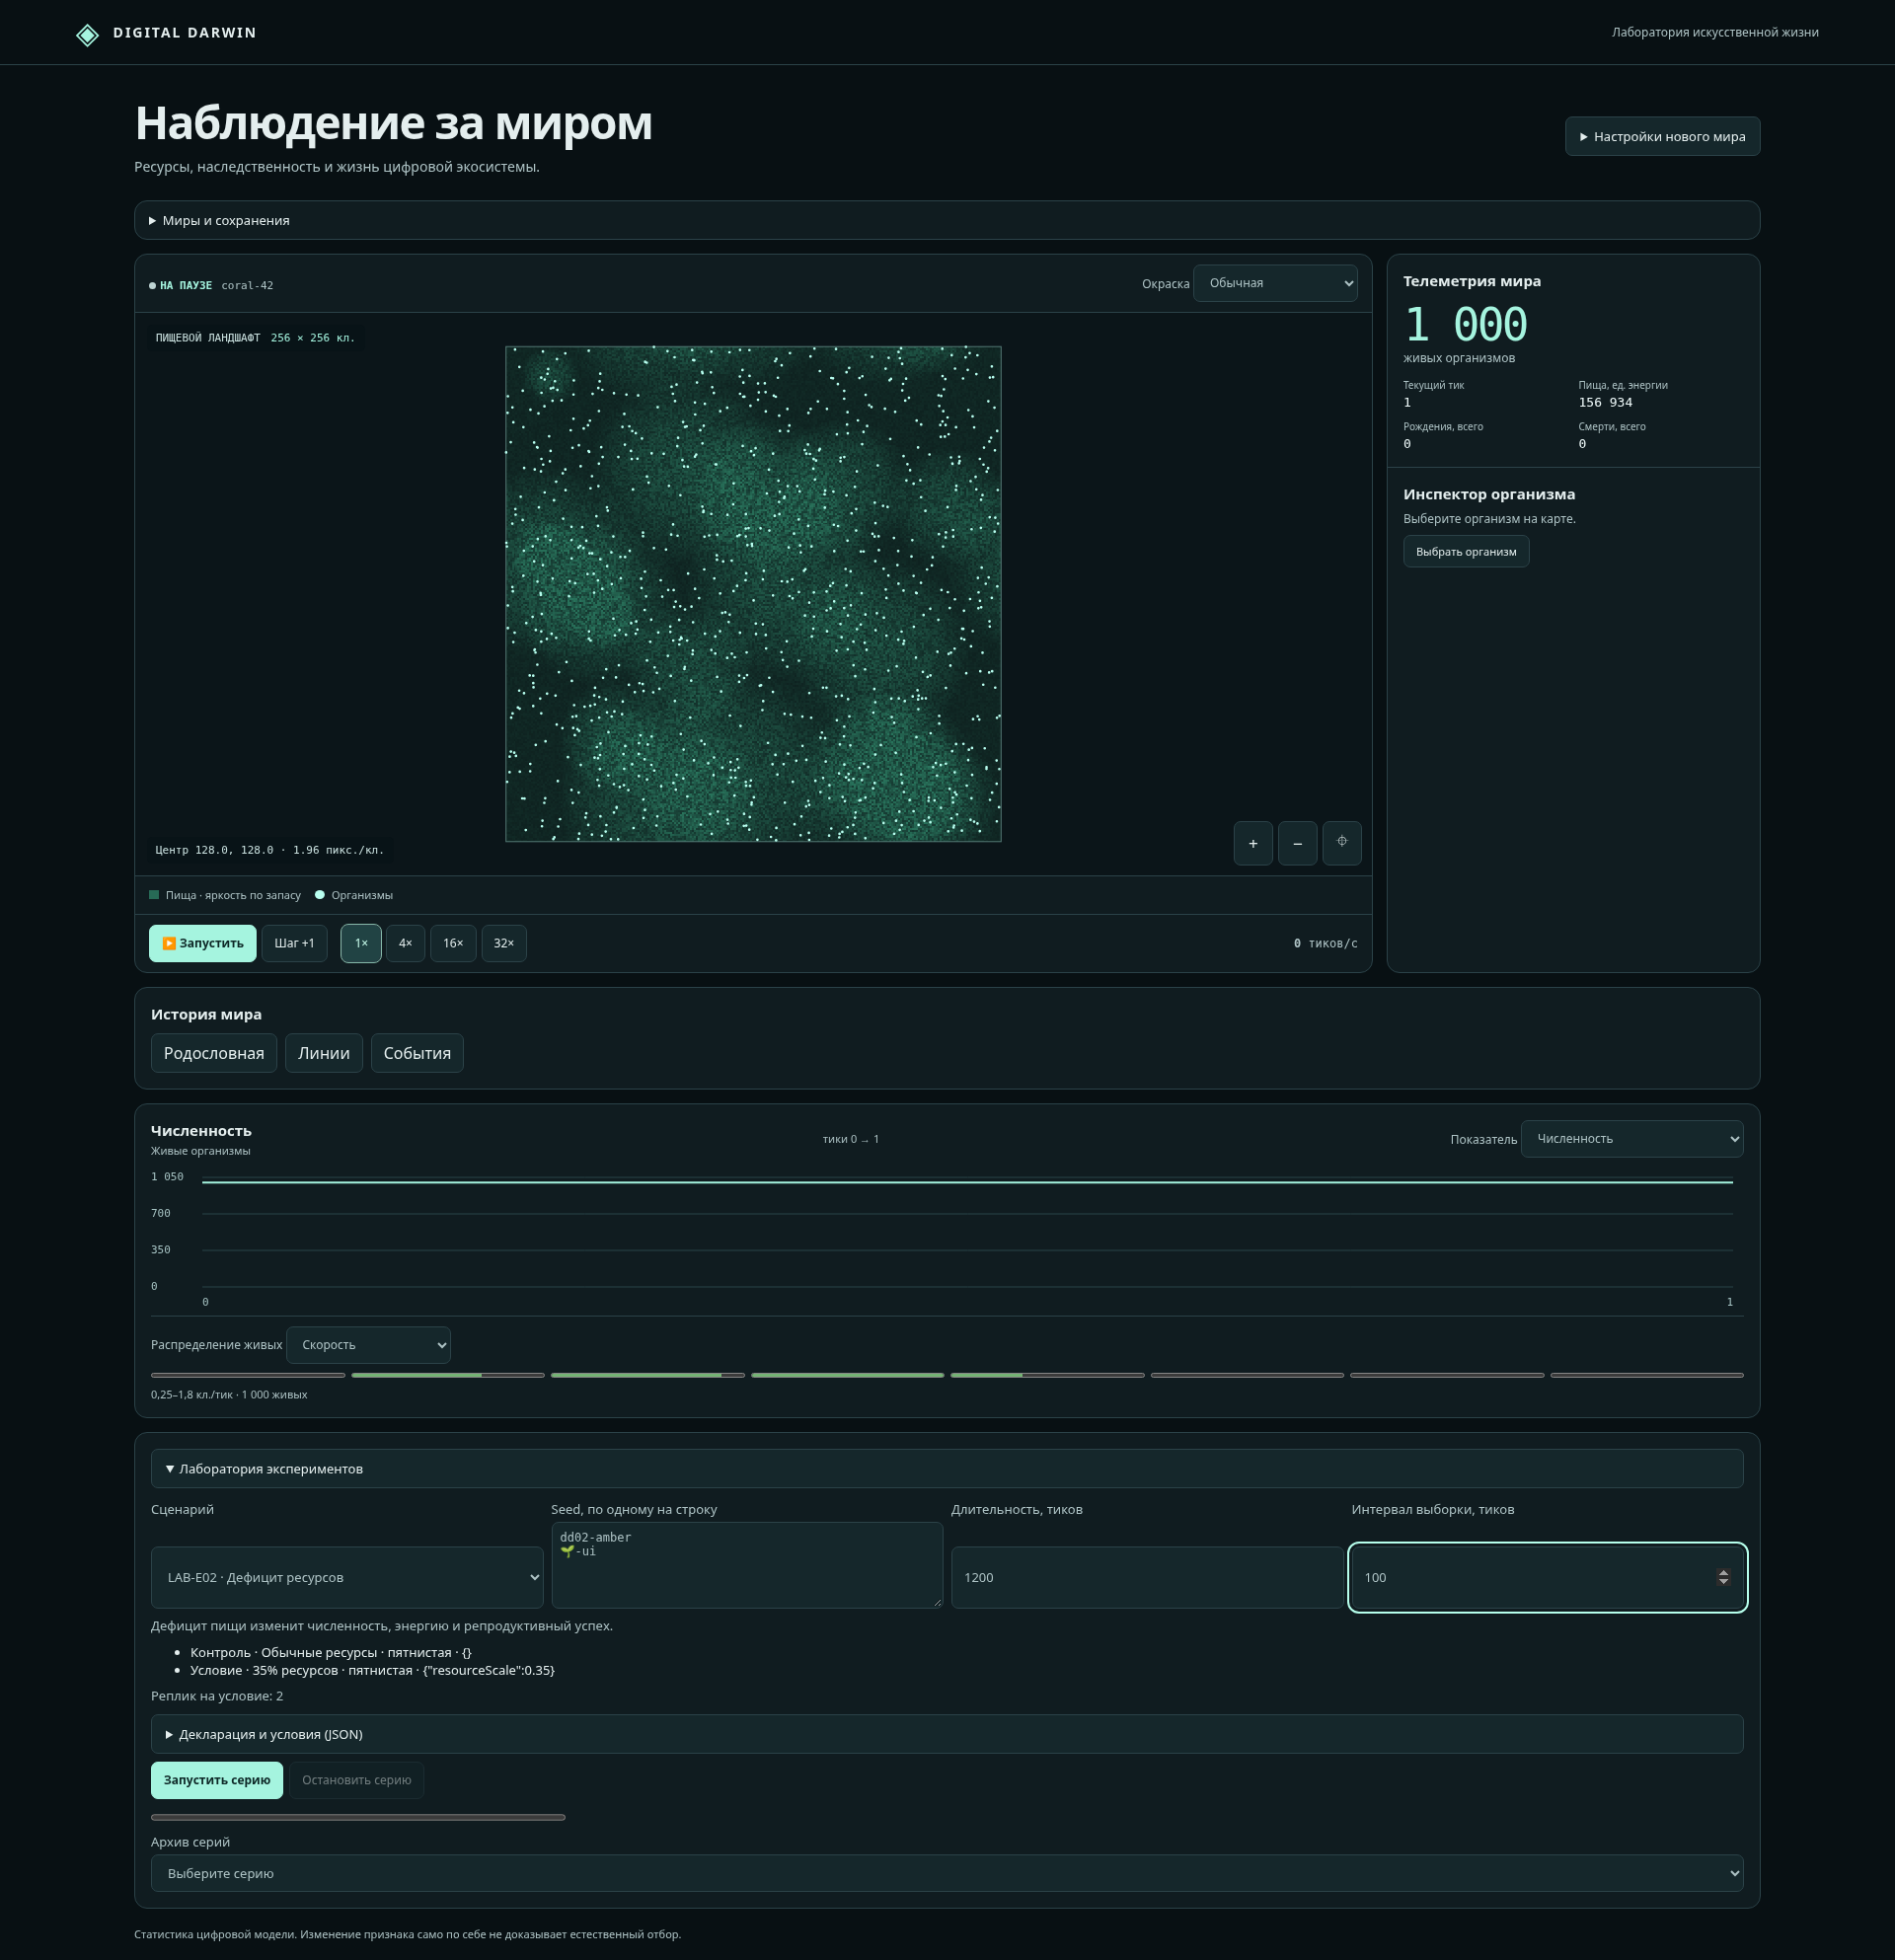 DIGITAL DARWIN
Лаборатория искусственной жизни
Наблюдение за миром
Ресурсы, наследственность и жизнь цифровой экосистемы.
▶ Настройки нового мира
▶ Миры и сохранения
НА ПАУЗЕ coral-42
Окраска Обычная
ПИЩЕВОЙ ЛАНДШАФТ 256 × 256 кл.
Центр 128.0, 128.0 · 1.96 пикс./кл.
+ − ⌖
Пища · яркость по запасу Организмы
▶️ Запустить Шаг +1 1× 4× 16× 32× 0 тиков/с
Телеметрия мира
1 000
живых организмов
Текущий тик Пища, ед. энергии
1 156 934
Рождения, всего Смерти, всего
0 0
Инспектор организма
Выберите организм на карте.
Выбрать организм
История мира
Родословная Линии События
Численность
Живые организмы
тики 0 → 1
Показатель Численность
1 050
700
350
0
0 1
Распределение живых Скорость
0,25–1,8 кл./тик · 1 000 живых
▼ Лаборатория экспериментов
Сценарий Seed, по одному на строку Длительность, тиков Интервал выборки, тиков
dd02-amber
🌱-ui
LAB-E02 · Дефицит ресурсов 1200 100
Дефицит пищи изменит численность, энергию и репродуктивный успех.
• Контроль · Обычные ресурсы · пятнистая · {}
• Условие · 35% ресурсов · пятнистая · {"resourceScale":0.35}
Реплик на условие: 2
▶ Декларация и условия (JSON)
Запустить серию Остановить серию
Архив серий
Выберите серию
Статистика цифровой модели. Изменение признака само по себе не доказывает естественный отбор.